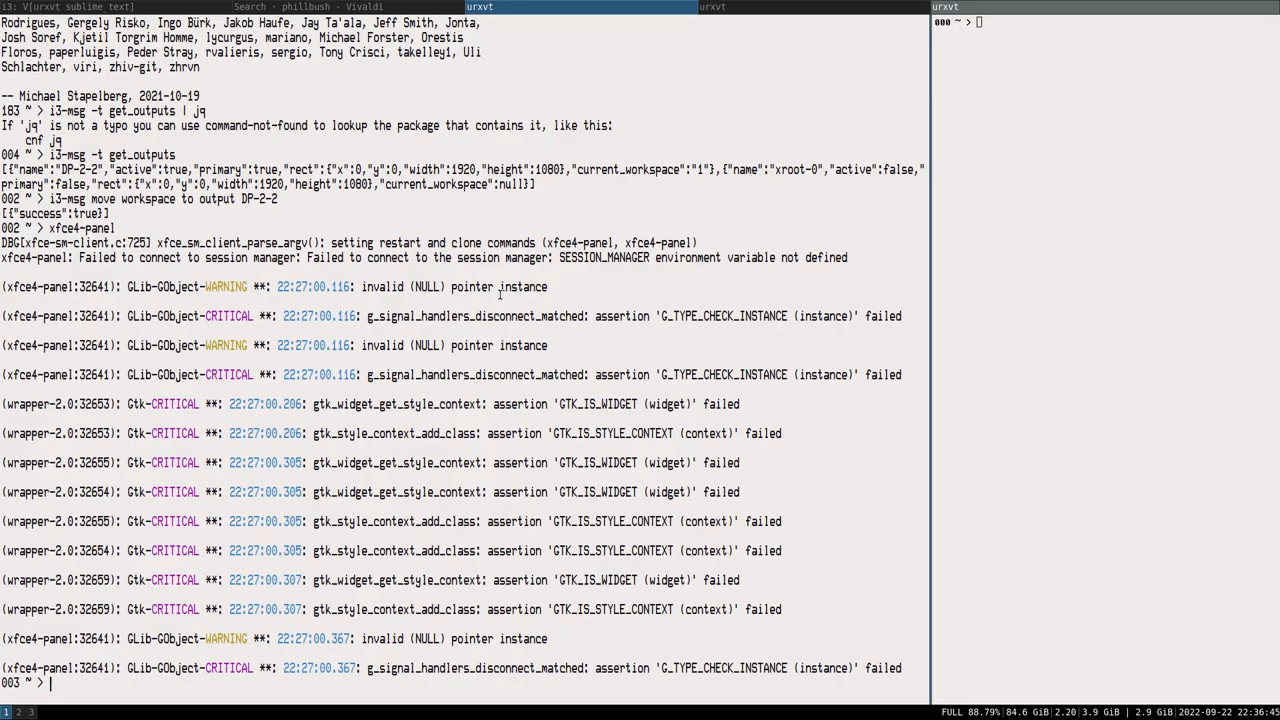 i3: V[urxvt sublime_text] Search · phillbush - Vivaldi urxvt urxvt urxvt
Rodrigues, Gergely Risko, Ingo Bürk, Jakob Haufe, Jay Ta'ala, Jeff Smith, Jonta,
Josh Soref, Kjetil Torgrim Homme, lycurgus, mariano, Michael Forster, Orestis
Floros, paperluigis, Peder Stray, rvalieris, sergio, Tony Crisci, takelley1, Uli
Schlachter, viri, zhiv-git, zhrvn
-- Michael Stapelberg, 2021-10-19
183 ~ > i3-msg -t get_outputs | jq
If 'jq' is not a typo you can use command-not-found to lookup the package that contains it, like this:
cnf jq
004 ~ > i3-msg -t get_outputs
[{"name":"DP-2-2","active":true,"primary":true,"rect":{"x":0,"y":0,"width":1920,"height":1080},"current_workspace":"1"},{"name":"xroot-0","active":false,"
primary":false,"rect":{"x":0,"y":0,"width":1920,"height":1080},"current_workspace":null}]
002 ~ > i3-msg move workspace to output DP-2-2
[{"success":true}]
002 ~ > xfce4-panel
DBG[xfce-sm-client.c:725] xfce_sm_client_parse_argv(): setting restart and clone commands (xfce4-panel, xfce4-panel)
xfce4-panel: Failed to connect to session manager: Failed to connect to the session manager: SESSION_MANAGER environment variable not defined
(xfce4-panel:32641): GLib-GObject-WARNING **: 22:27:00.116: invalid (NULL) pointer instance
(xfce4-panel:32641): GLib-GObject-CRITICAL **: 22:27:00.116: g_signal_handlers_disconnect_matched: assertion 'G_TYPE_CHECK_INSTANCE (instance)' failed
(xfce4-panel:32641): GLib-GObject-WARNING **: 22:27:00.116: invalid (NULL) pointer instance
(xfce4-panel:32641): GLib-GObject-CRITICAL **: 22:27:00.116: g_signal_handlers_disconnect_matched: assertion 'G_TYPE_CHECK_INSTANCE (instance)' failed
(wrapper-2.0:32653): Gtk-CRITICAL **: 22:27:00.206: gtk_widget_get_style_context: assertion 'GTK_IS_WIDGET (widget)' failed
(wrapper-2.0:32653): Gtk-CRITICAL **: 22:27:00.206: gtk_style_context_add_class: assertion 'GTK_IS_STYLE_CONTEXT (context)' failed
(wrapper-2.0:32655): Gtk-CRITICAL **: 22:27:00.305: gtk_widget_get_style_context: assertion 'GTK_IS_WIDGET (widget)' failed
(wrapper-2.0:32654): Gtk-CRITICAL **: 22:27:00.305: gtk_widget_get_style_context: assertion 'GTK_IS_WIDGET (widget)' failed
(wrapper-2.0:32655): Gtk-CRITICAL **: 22:27:00.305: gtk_style_context_add_class: assertion 'GTK_IS_STYLE_CONTEXT (context)' failed
(wrapper-2.0:32654): Gtk-CRITICAL **: 22:27:00.305: gtk_style_context_add_class: assertion 'GTK_IS_STYLE_CONTEXT (context)' failed
(wrapper-2.0:32659): Gtk-CRITICAL **: 22:27:00.307: gtk_widget_get_style_context: assertion 'GTK_IS_WIDGET (widget)' failed
(wrapper-2.0:32659): Gtk-CRITICAL **: 22:27:00.307: gtk_style_context_add_class: assertion 'GTK_IS_STYLE_CONTEXT (context)' failed
(xfce4-panel:32641): GLib-GObject-WARNING **: 22:27:00.367: invalid (NULL) pointer instance
(xfce4-panel:32641): GLib-GObject-CRITICAL **: 22:27:00.367: g_signal_handlers_disconnect_matched: assertion 'G_TYPE_CHECK_INSTANCE (instance)' failed
003 ~ >
000 ~ >
1 2 3 FULL 88.79%|84.6 GiB|2.20|3.9 GiB | 2.9 GiB|2022-09-22 22:36:45